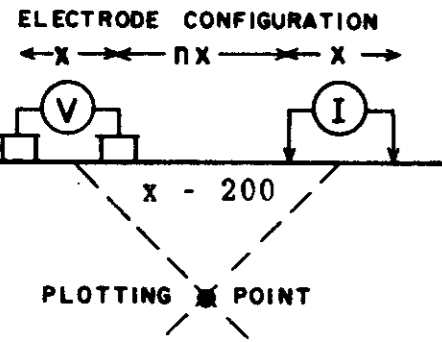 ELECTRODE CONFIGURATION
x nx x
V I
x - 200
PLOTTING POINT